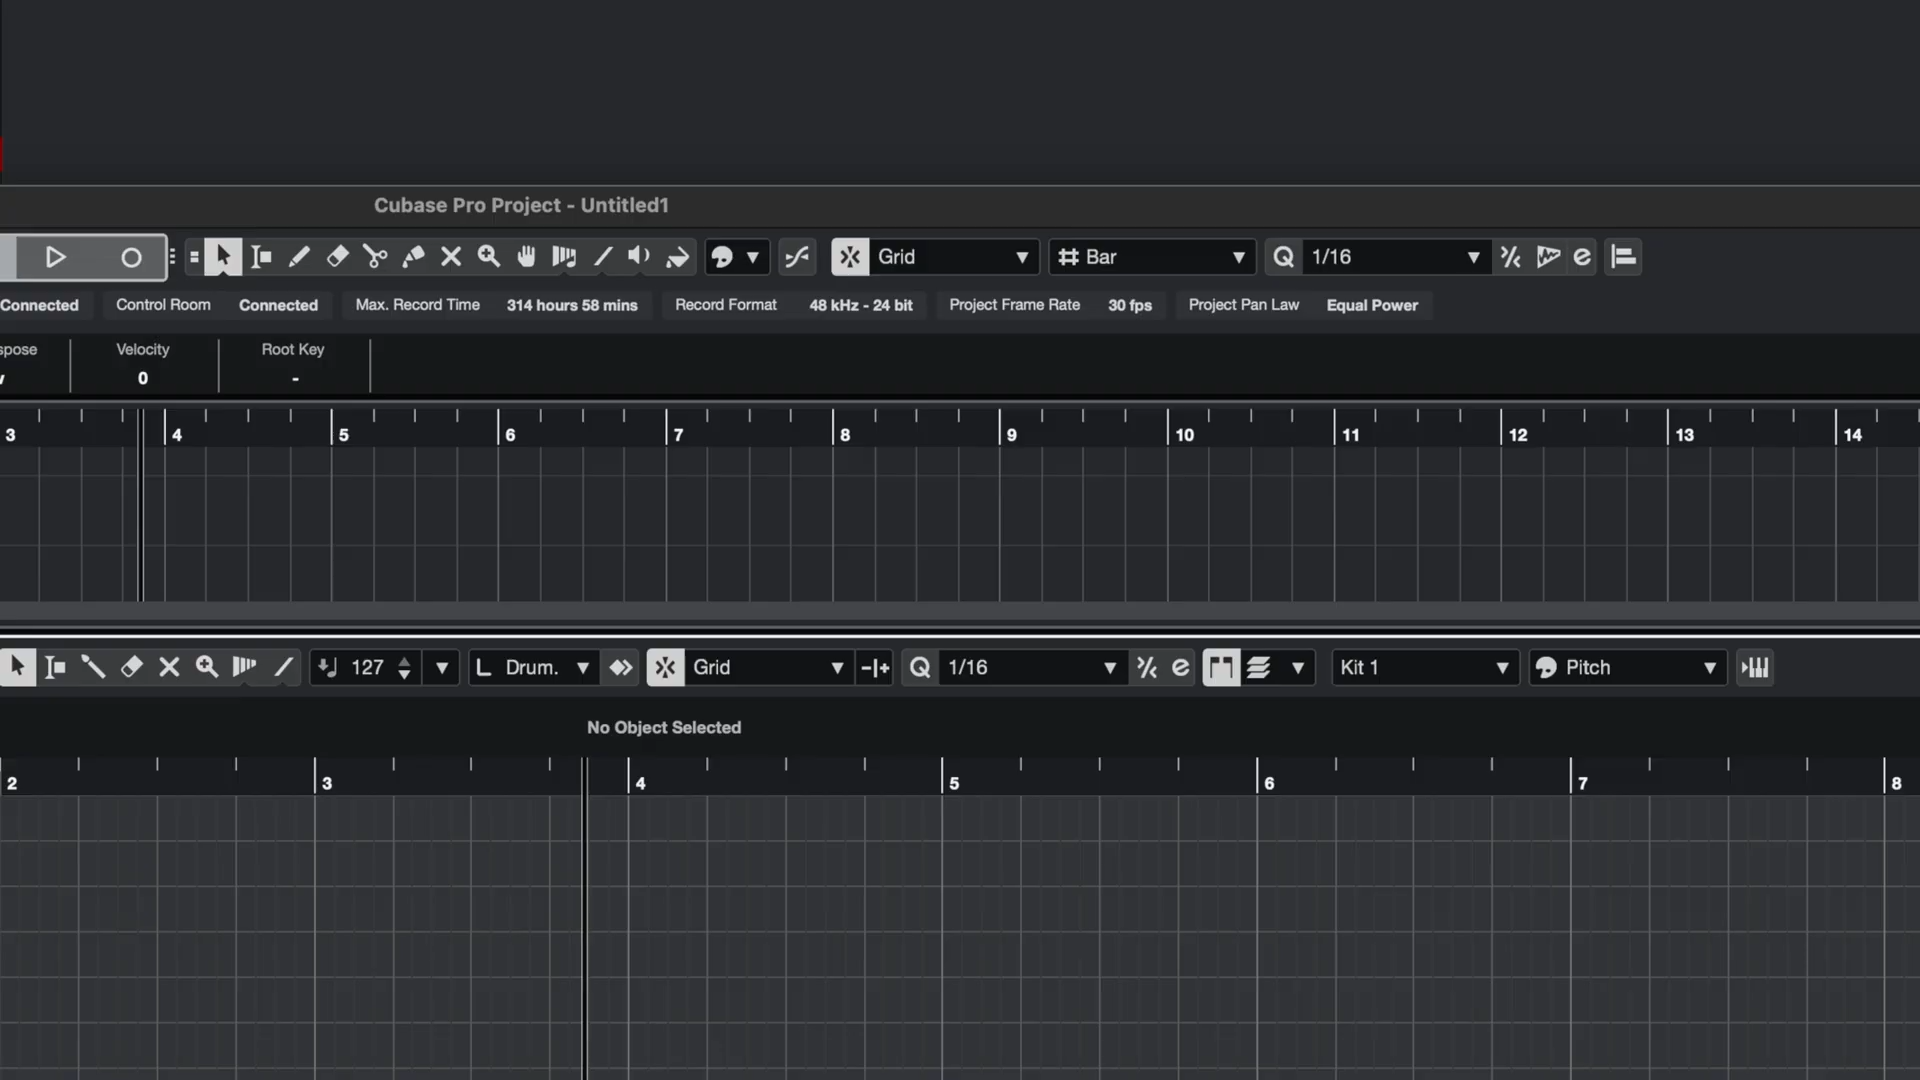 Cubase Pro Project - Untitled1
Grid Bar Q 1/16 e
Connected Control Room Connected Max. Record Time 314 hours 58 mins Record Format 48 kHz - 24 bit Project Frame Rate 30 fps Project Pan Law Equal Power
spose Velocity Root Key
0 -
3 4 5 6 7 8 9 10 11 12 13 14
127 L Drum. Grid Q 1/16 e Kit 1 Pitch
No Object Selected
2 3 4 5 6 7 8